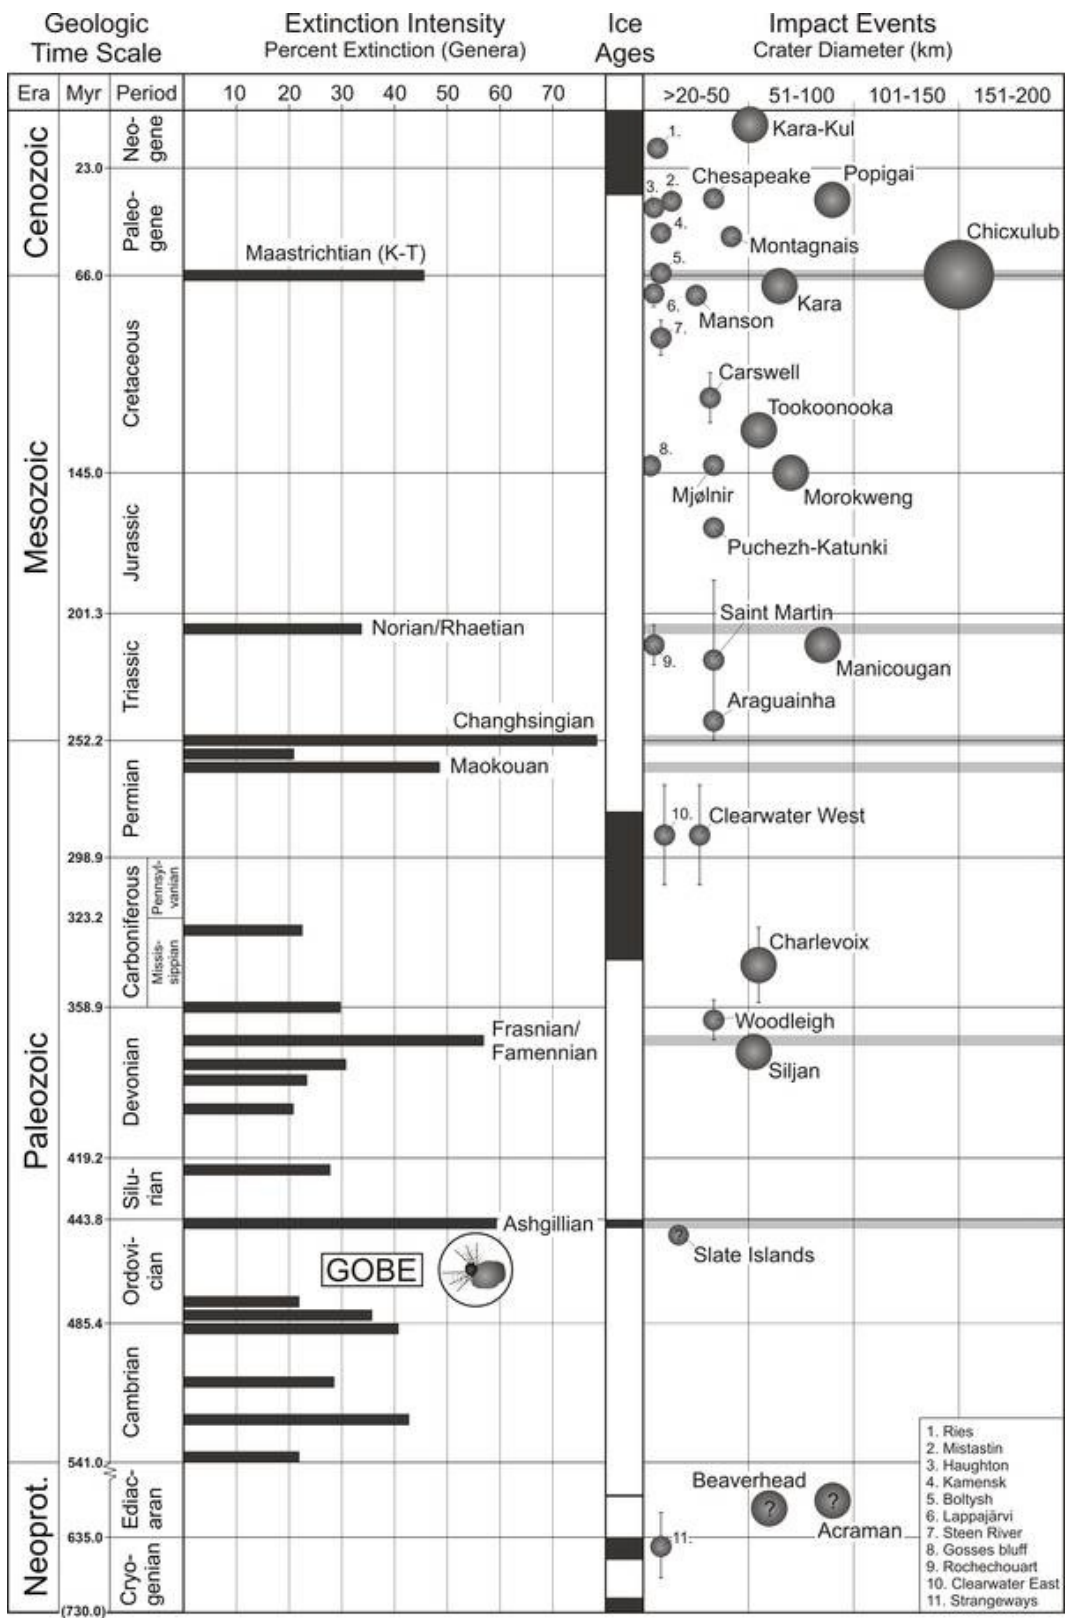 Geologic
Time Scale
Extinction Intensity
Percent Extinction (Genera)
Ice
Ages
Impact Events
Crater Diameter (km)
Era Myr Period
10 20 30 40 50 60 70
>20-50 51-100 101-150 151-200
Cenozoic
Mesozoic
Paleozoic
Neoprot.
23.0
66.0
145.0
201.3
252.2
298.9
323.2
358.9
419.2
443.8
485.4
541.0
635.0
(730.0)
Neo-
gene
Paleo-
gene
Cretaceous
Jurassic
Triassic
Permian
Carboniferous
Pennsyl-
vanian
Missis-
sippian
Devonian
Silu-
rian
Ordovi-
cian
Cambrian
Ediac-
aran
Cryo-
genian
Maastrichtian (K-T)
Norian/Rhaetian
Changhsingian
Maokouan
Frasnian/
Famennian
Ashgillian
GOBE
1.
Kara-Kul
Chesapeake
Popigai
3.
2.
4.
Montagnais
Chicxulub
5.
6.
Manson
Kara
7.
Carswell
Tookoonooka
8.
Mjølnir
Morokweng
Puchezh-Katunki
Saint Martin
9.
Manicougan
Araguainha
10.
Clearwater West
Charlevoix
Woodleigh
Siljan
?
Slate Islands
Beaverhead
?
?
Acraman
11.
1. Ries
2. Mistastin
3. Haughton
4. Kamensk
5. Boltysh
6. Lappajärvi
7. Steen River
8. Gosses bluff
9. Rochechouart
10. Clearwater East
11. Strangeways